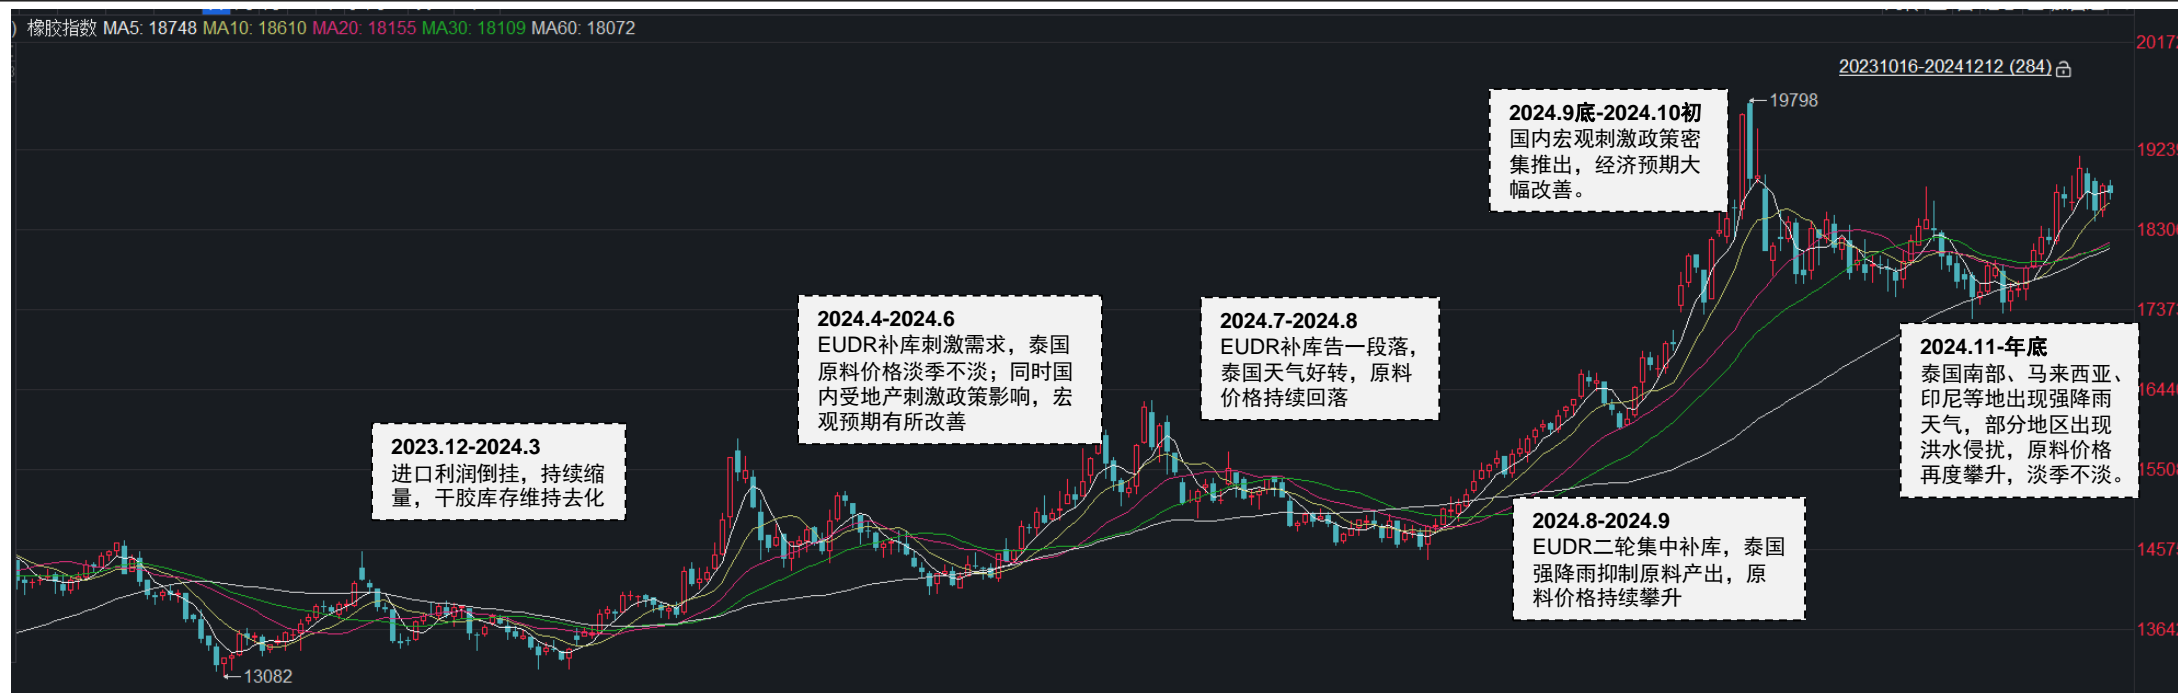 橡胶指数 MA5: 18748 MA10: 18610 MA20: 18155 MA30: 18109 MA60: 18072
20231016-20241212 (284)
19798
2024.9底-2024.10初
国内宏观刺激政策密
集推出，经济预期大
幅改善。
2024.4-2024.6
EUDR补库刺激需求，泰国
原料价格淡季不淡；同时国
内受地产刺激政策影响，宏
观预期有所改善
2024.7-2024.8
EUDR补库告一段落，
泰国天气好转，原料
价格持续回落
2024.11-年底
泰国南部、马来西亚、
印尼等地出现强降雨
天气，部分地区出现
洪水侵扰，原料价格
再度攀升，淡季不淡。
2023.12-2024.3
进口利润倒挂，持续缩
量，干胶库存维持去化
2024.8-2024.9
EUDR二轮集中补库，泰国
强降雨抑制原料产出，原
料价格持续攀升
13082